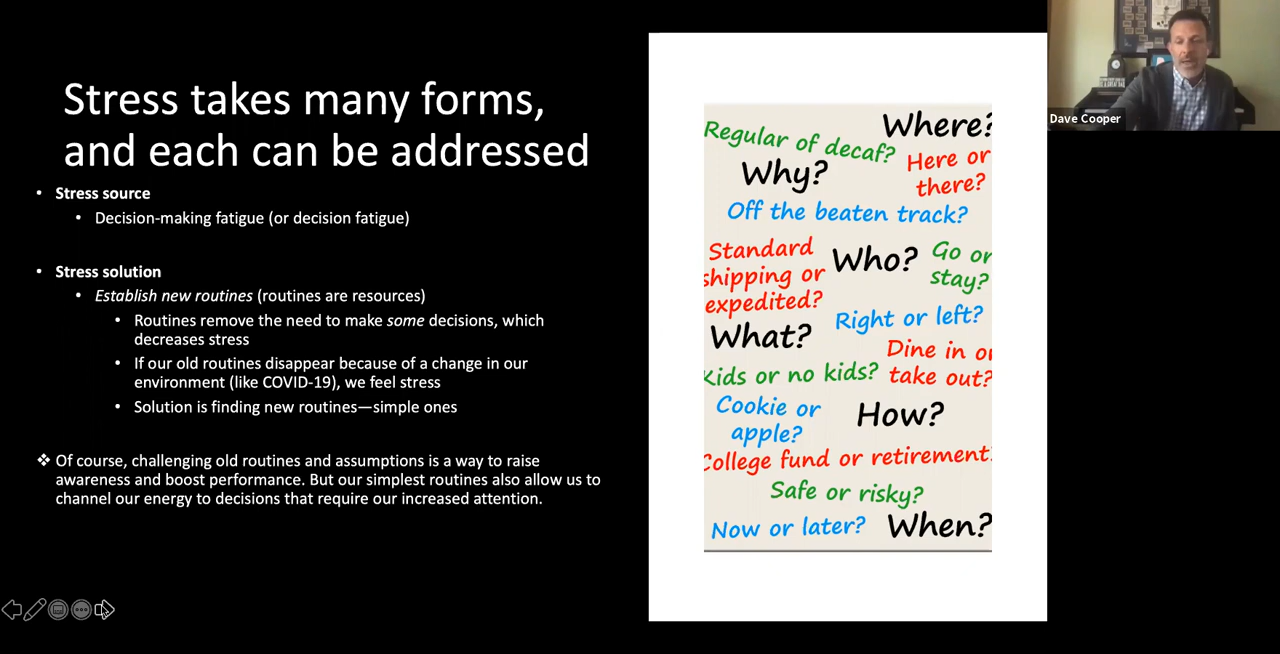 Stress takes many forms,
and each can be addressed
• Stress source
• Decision-making fatigue (or decision fatigue)
• Stress solution
• Establish new routines (routines are resources)
• Routines remove the need to make some decisions, which
decreases stress
• If our old routines disappear because of a change in our
environment (like COVID-19), we feel stress
• Solution is finding new routines—simple ones
❖ Of course, challenging old routines and assumptions is a way to raise
awareness and boost performance. But our simplest routines also allow us to
channel our energy to decisions that require our increased attention.
Where?
Regular of decaf?
Why?
Here or
there?
Off the beaten track?
Standard
shipping or
expedited?
Who?
Go or
stay?
What?
Right or left?
Dine in or
take out?
Kids or no kids?
Cookie or
apple?
How?
College fund or retirement?
Safe or risky?
Now or later?
When?
Dave Cooper